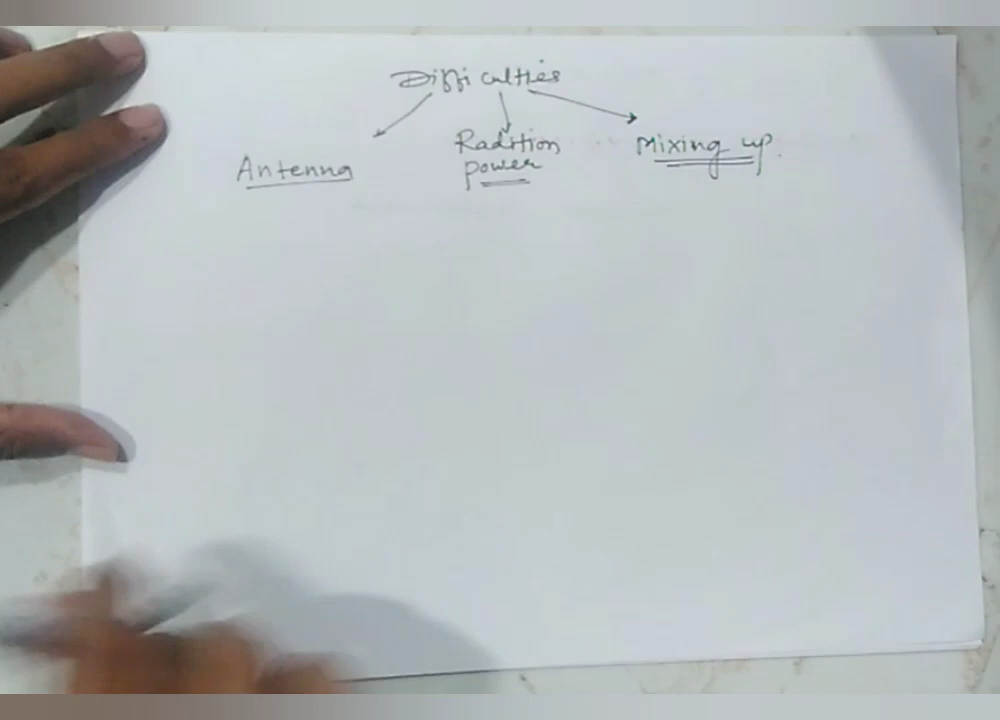 Difficulties
Antenna
Radition
power
Mixing up.